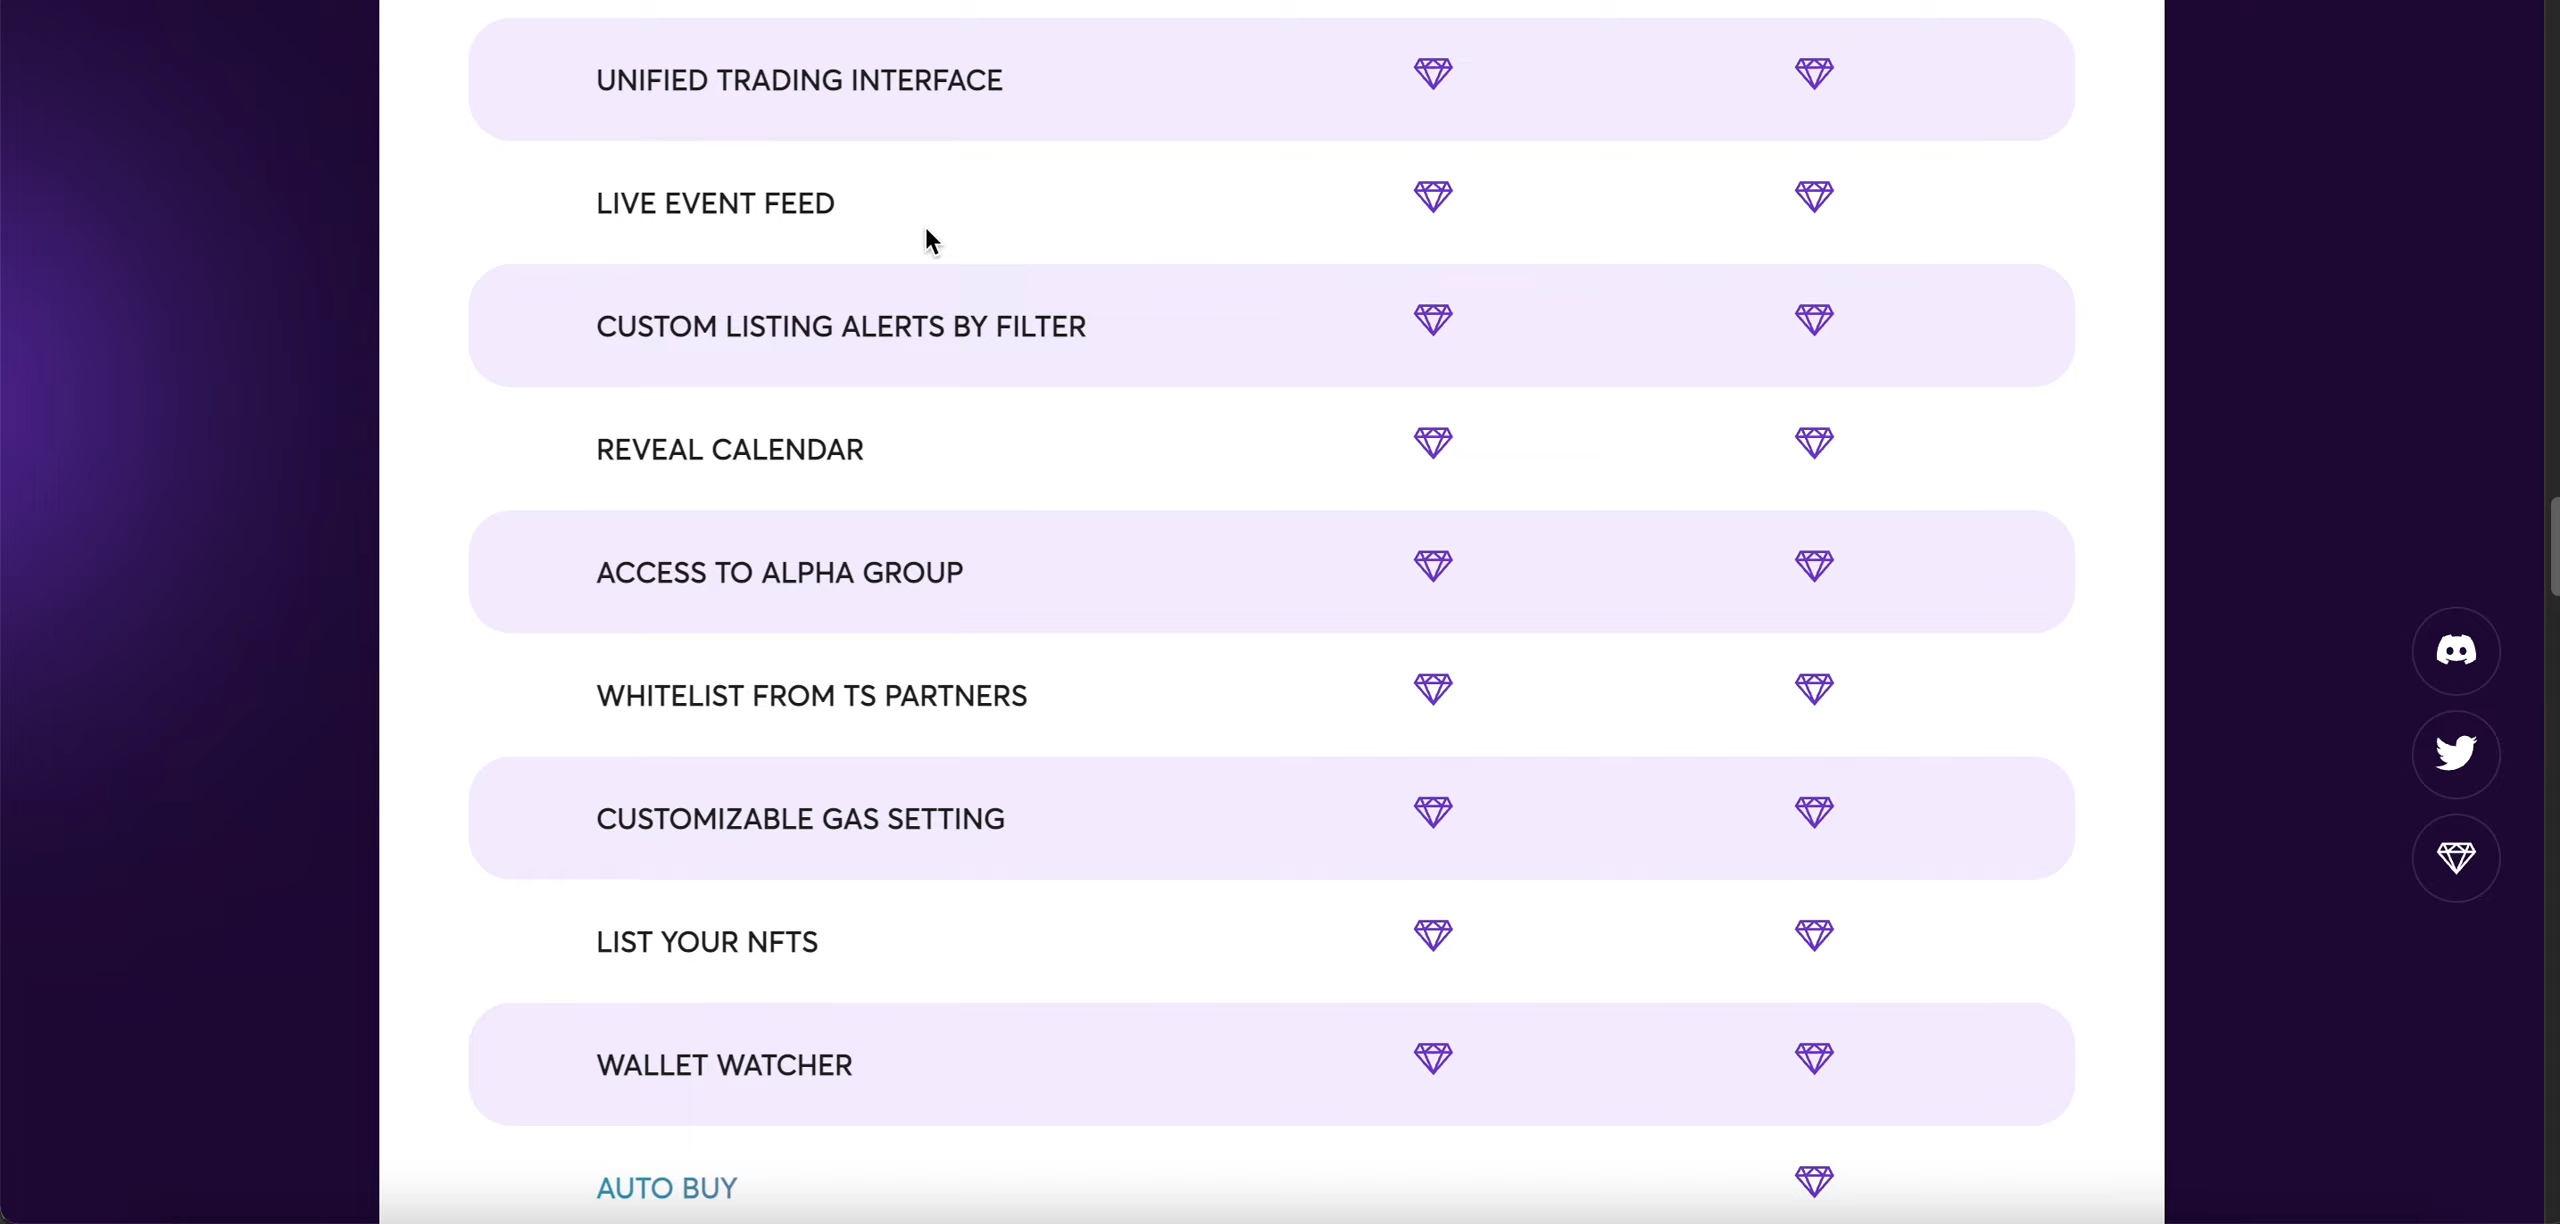 UNIFIED TRADING INTERFACE
LIVE EVENT FEED
CUSTOM LISTING ALERTS BY FILTER
REVEAL CALENDAR
ACCESS TO ALPHA GROUP
WHITELIST FROM TS PARTNERS
CUSTOMIZABLE GAS SETTING
LIST YOUR NFTS
WALLET WATCHER
AUTO BUY